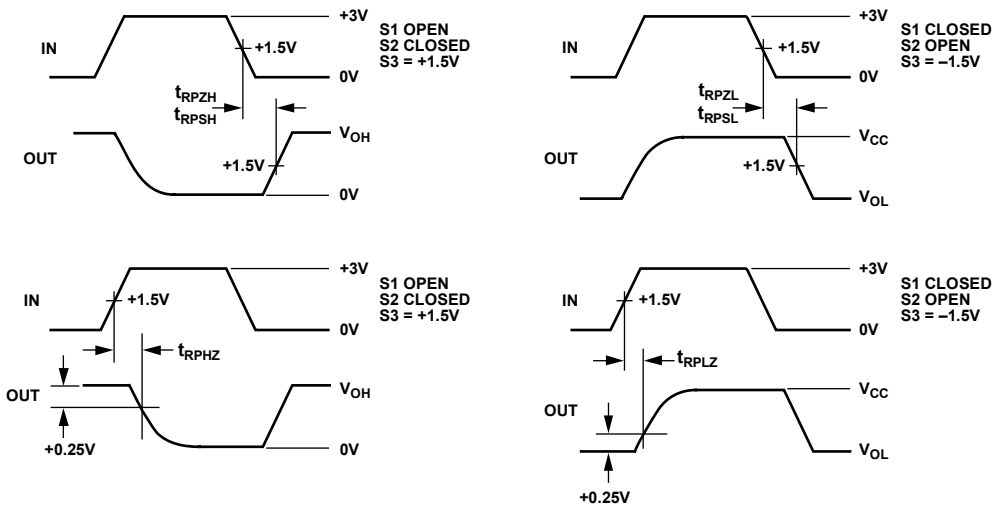 +3V
IN
+1.5V
0V
S1 OPEN
S2 CLOSED
S3 = +1.5V
tRPZH
tRPSH
OUT
VOH
+1.5V
0V
+3V
IN
+1.5V
0V
S1 CLOSED
S2 OPEN
S3 = –1.5V
tRPZL
tRPSL
OUT
VCC
+1.5V
VOL
+3V
IN
+1.5V
0V
S1 OPEN
S2 CLOSED
S3 = +1.5V
tRPHZ
OUT
VOH
+0.25V
0V
+3V
IN
+1.5V
0V
S1 CLOSED
S2 OPEN
S3 = –1.5V
tRPLZ
VCC
OUT
VOL
+0.25V